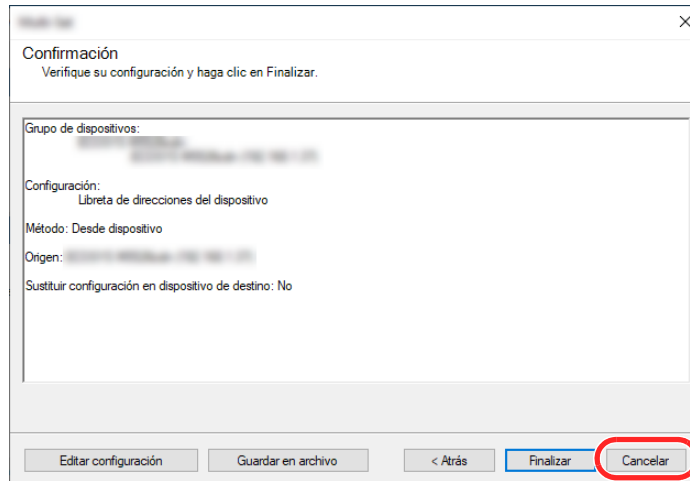 Confirmación
Verifique su configuración y haga clic en Finalizar.
Grupo de dispositivos:
Configuración:
Libreta de direcciones del dispositivo
Método: Desde dispositivo
Origen:
Sustituir configuración en dispositivo de destino: No
Editar configuración
Guardar en archivo
< Atrás
Finalizar
Cancelar